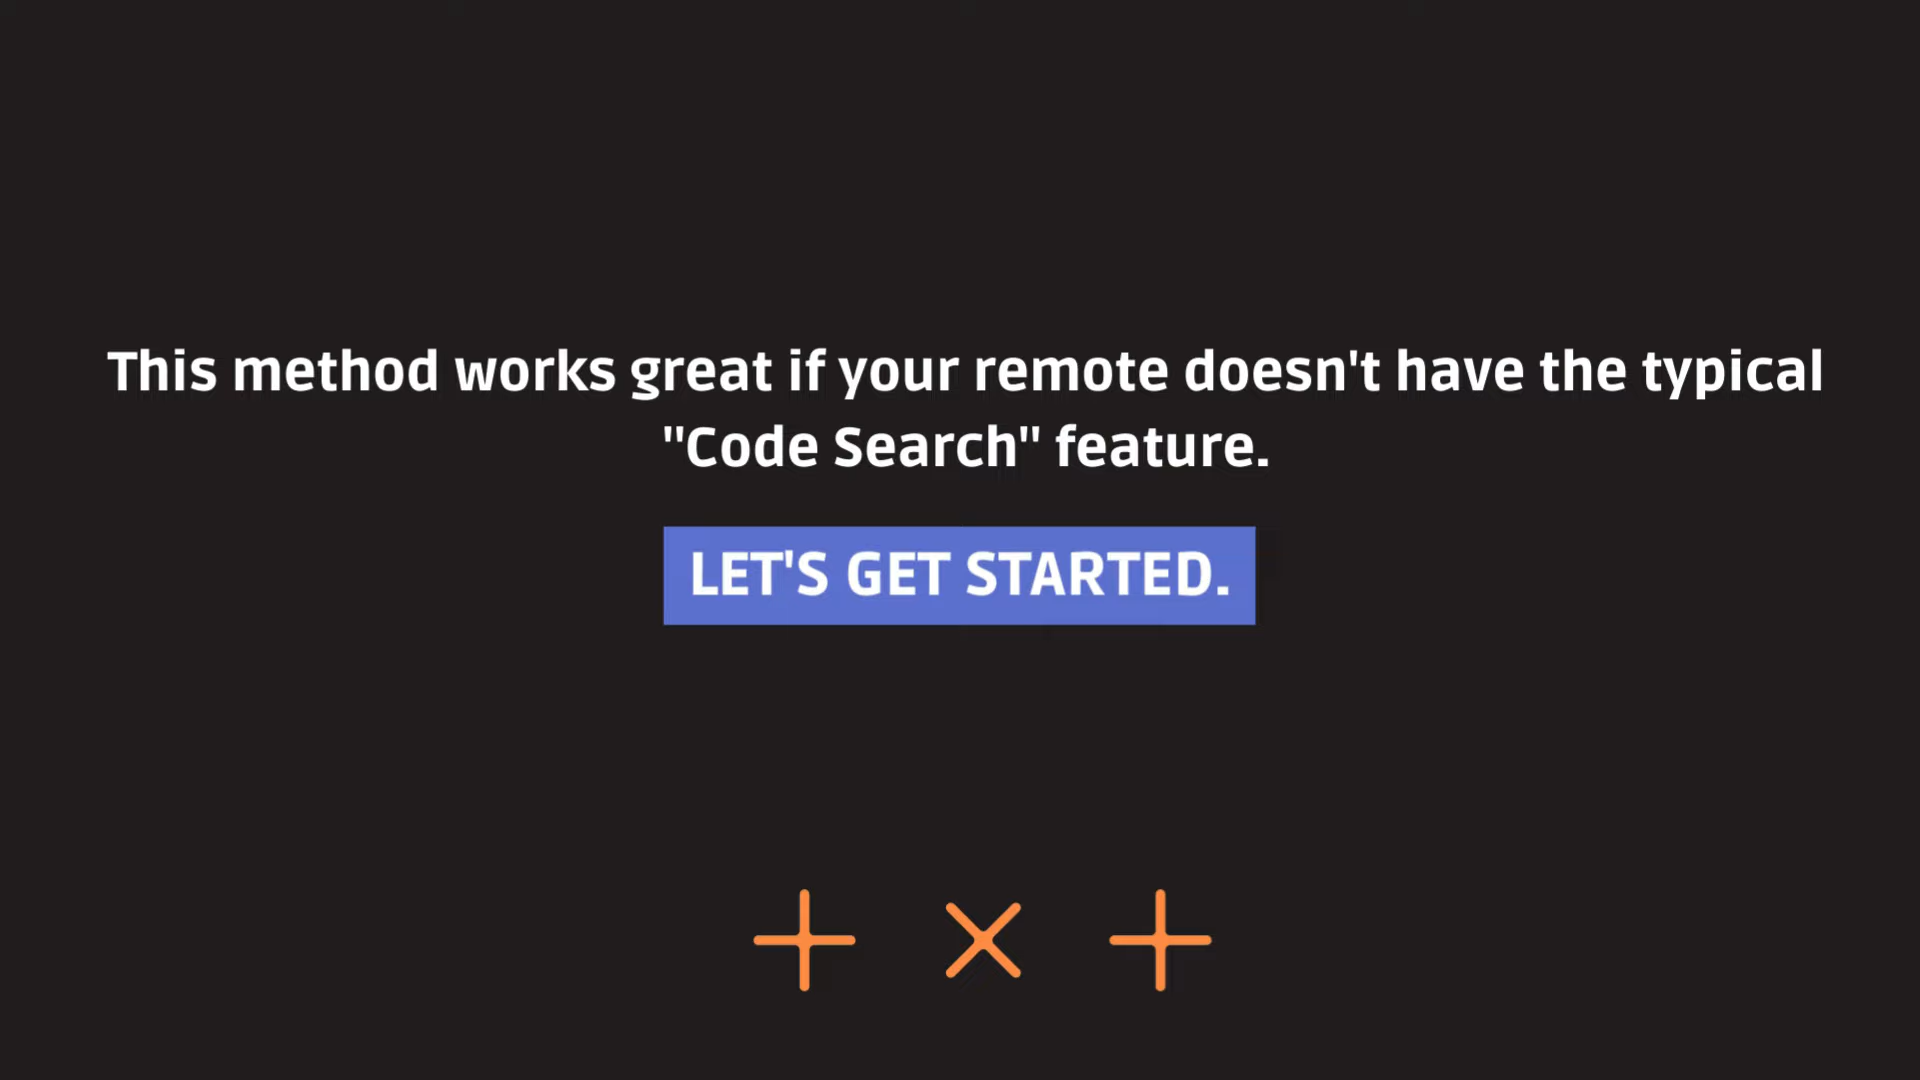 This method works great if your remote doesn't have the typical
"Code Search" feature.
LET'S GET STARTED.